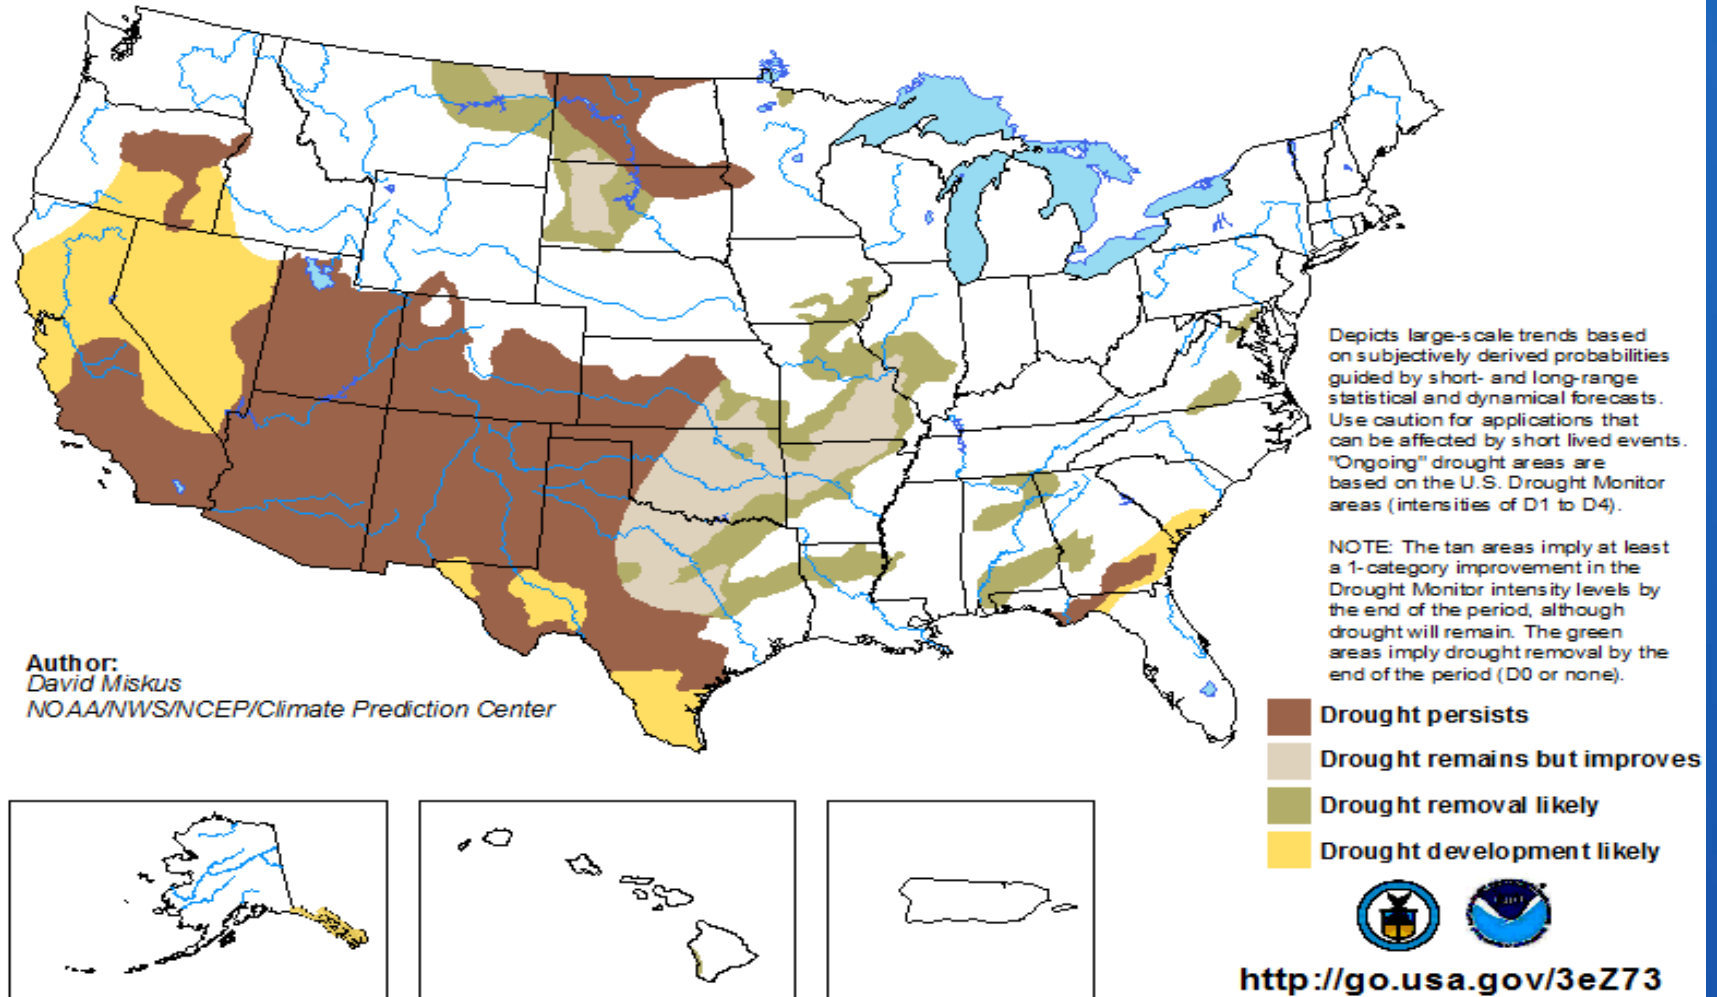 Depicts large-scale trends based
on subjectively derived probabilities
guided by short- and long-range
statistical and dynamical forecasts.
Use caution for applications that
can be affected by short lived events.
"Ongoing" drought areas are
based on the U.S. Drought Monitor
areas (intensities of D1 to D4).
NOTE: The tan areas imply at least
a 1-category improvement in the
Drought Monitor intensity levels by
the end of the period, although
drought will remain. The green
areas imply drought removal by the
end of the period (D0 or none).
Author:
David Miskus
NOAA/NWS/NCEP/Climate Prediction Center
Drought persists
Drought remains but improves
Drought removal likely
Drought development likely
http://go.usa.gov/3eZ73